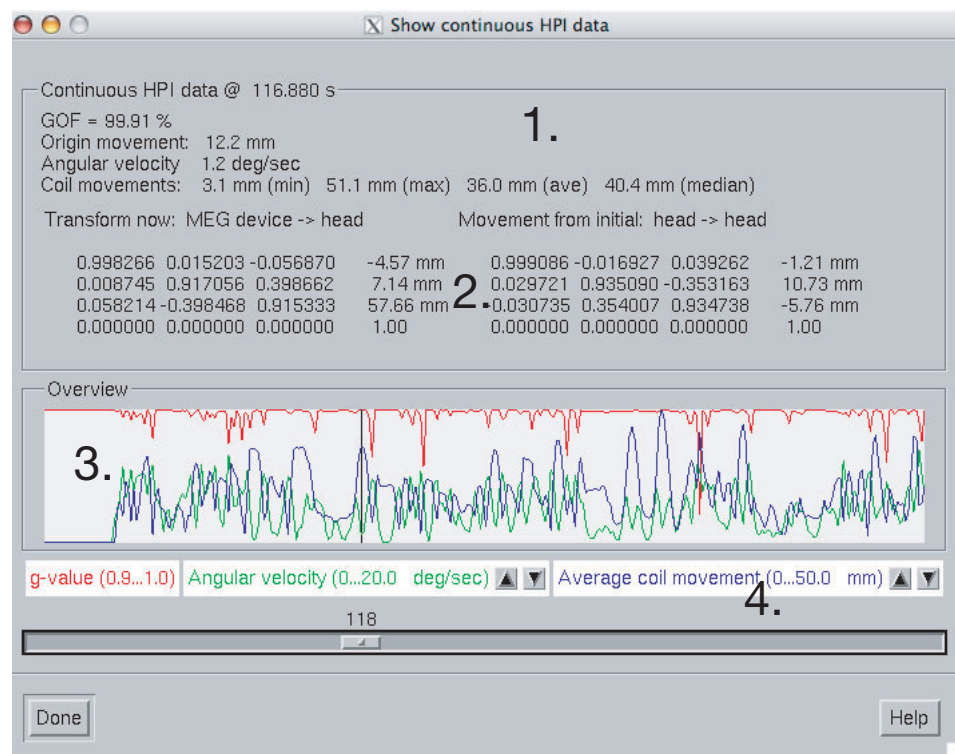 X Show continuous HPI data
Continuous HPI data @ 116.880 s
1.
GOF = 99.91 %
Origin movement: 12.2 mm
Angular velocity 1.2 deg/sec
Coil movements: 3.1 mm (min) 51.1 mm (max) 36.0 mm (ave) 40.4 mm (median)
Transform now: MEG device -> head Movement from initial: head -> head
0.998266 0.015203 -0.056870 -4.57 mm 0.999086 -0.016927 0.039262 -1.21 mm
0.008745 0.917056 0.398662 7.14 mm 0.029721 0.935090 -0.353163 10.73 mm
2.
0.058214 -0.398468 0.915333 57.66 mm -0.030735 0.354007 0.934738 -5.76 mm
0.000000 0.000000 0.000000 1.00 0.000000 0.000000 0.000000 1.00
Overview
3.
g-value (0.9...1.0) Angular velocity (0...20.0 deg/sec) Average coil movement (0...50.0 mm)
4.
118
Done Help